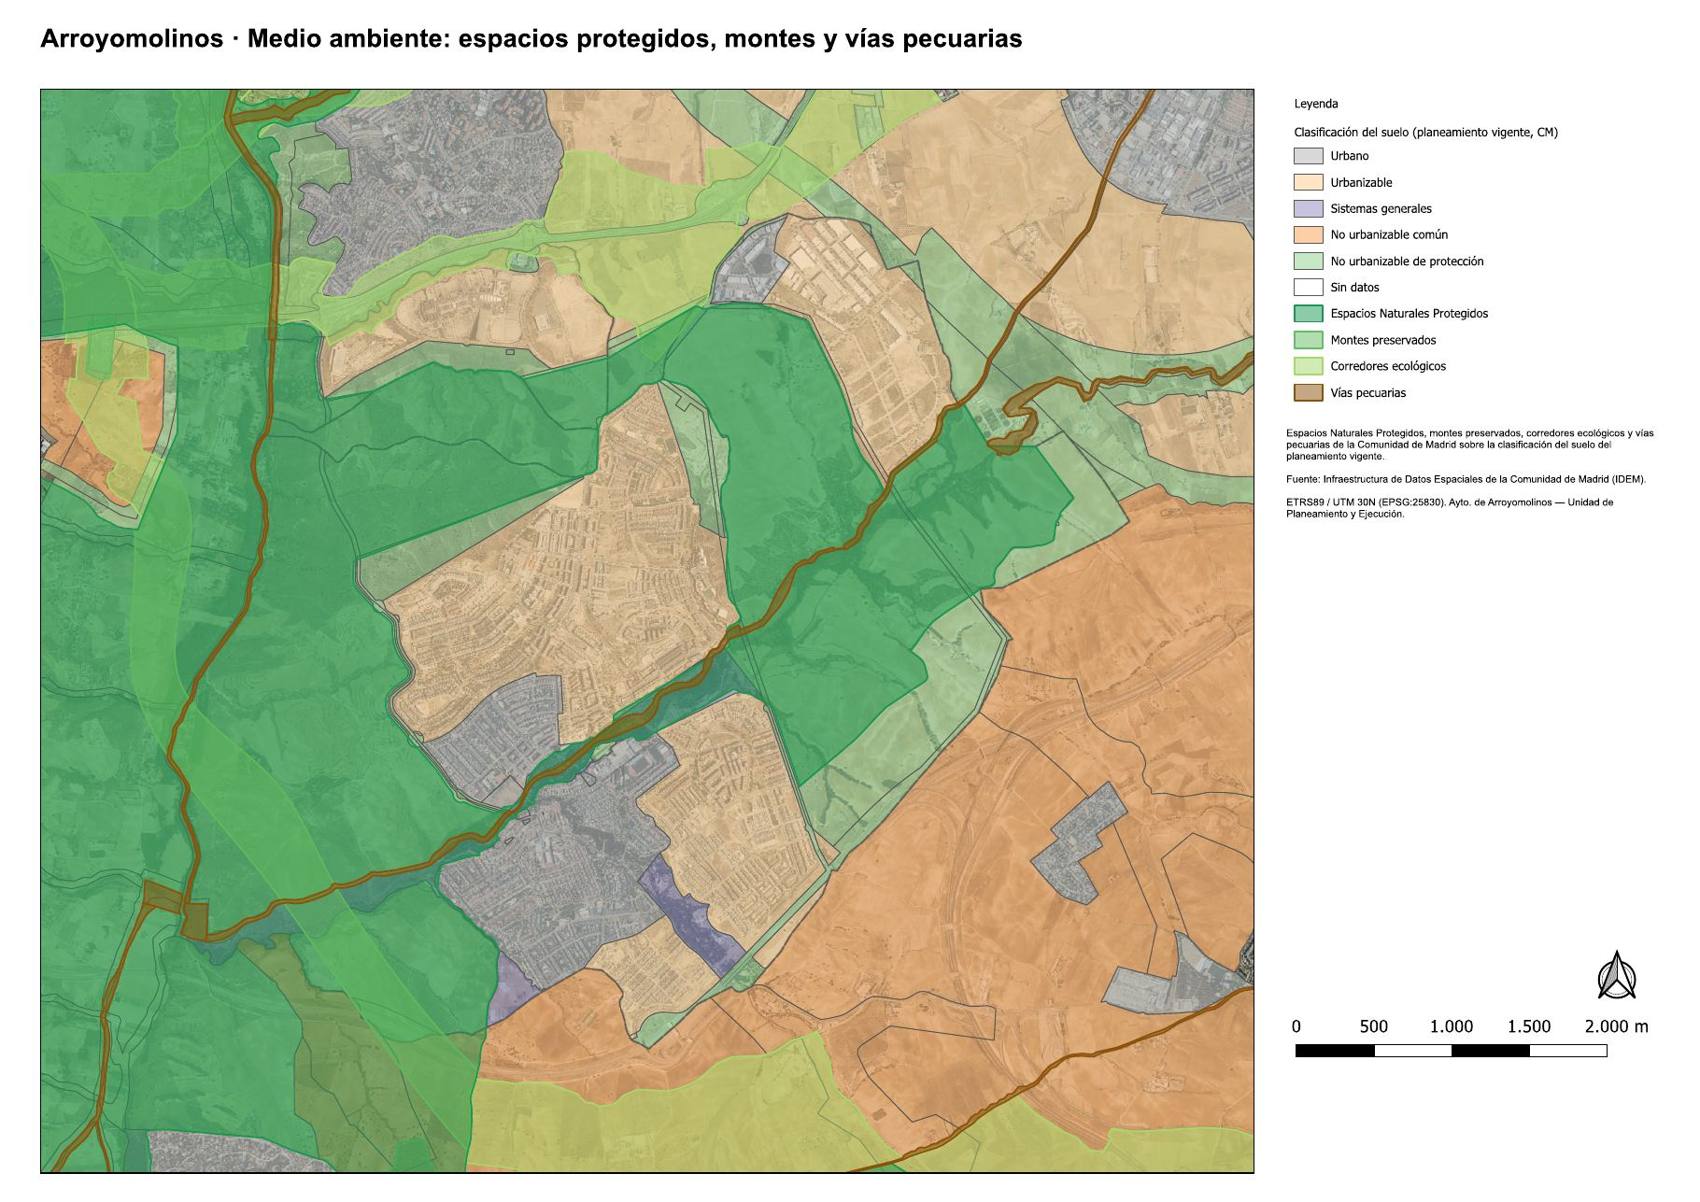 Arroyomolinos · Medio ambiente: espacios protegidos, montes y vías pecuarias
Leyenda
Clasificación del suelo (planeamiento vigente, CM)
Urbano
Urbanizable
Sistemas generales
No urbanizable común
No urbanizable de protección
Sin datos
Espacios Naturales Protegidos
Montes preservados
Corredores ecológicos
Vías pecuarias
Espacios Naturales Protegidos, montes preservados, corredores ecológicos y vías
pecuarias de la Comunidad de Madrid sobre la clasificación del suelo del
planeamiento vigente.
Fuente: Infraestructura de Datos Espaciales de la Comunidad de Madrid (IDEM).
ETRS89 / UTM 30N (EPSG:25830). Ayto. de Arroyomolinos — Unidad de
Planeamiento y Ejecución.
0 500 1.000 1.500 2.000 m